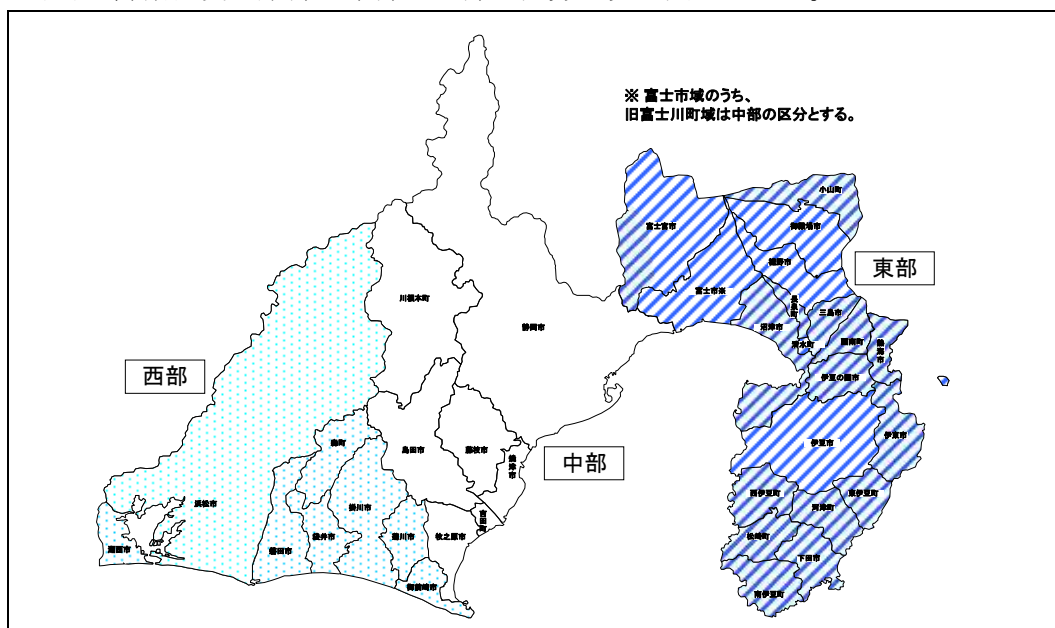 ※ 富士市域のうち、
旧富士川町域は中部の区分とする。
小山町
御殿場市
富士宮市
裾野市
東部
富士市※
長泉町
三島市
沼津市
函南町
熱海市
清水町
伊豆の国市
川根本町
静岡市
西部
伊豆市
伊東市
森町
島田市
藤枝市
焼津市
中部
西伊豆町
東伊豆町
河津町
浜松市
掛川市
吉田町
湖西市
磐田市
袋井市
菊川市
牧之原市
松崎町
下田市
御前崎市
南伊豆町